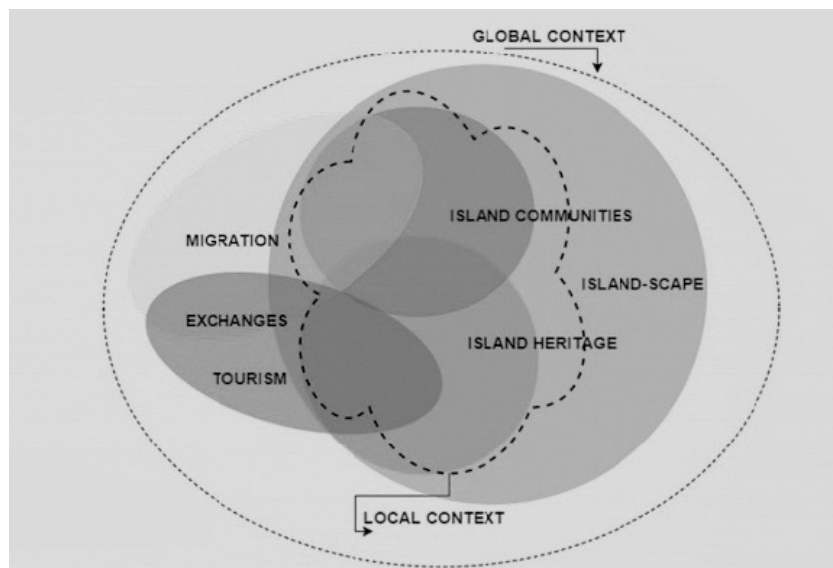 GLOBAL CONTEXT
ISLAND COMMUNITIES
MIGRATION
ISLAND-SCAPE
EXCHANGES
ISLAND HERITAGE
TOURISM
LOCAL CONTEXT